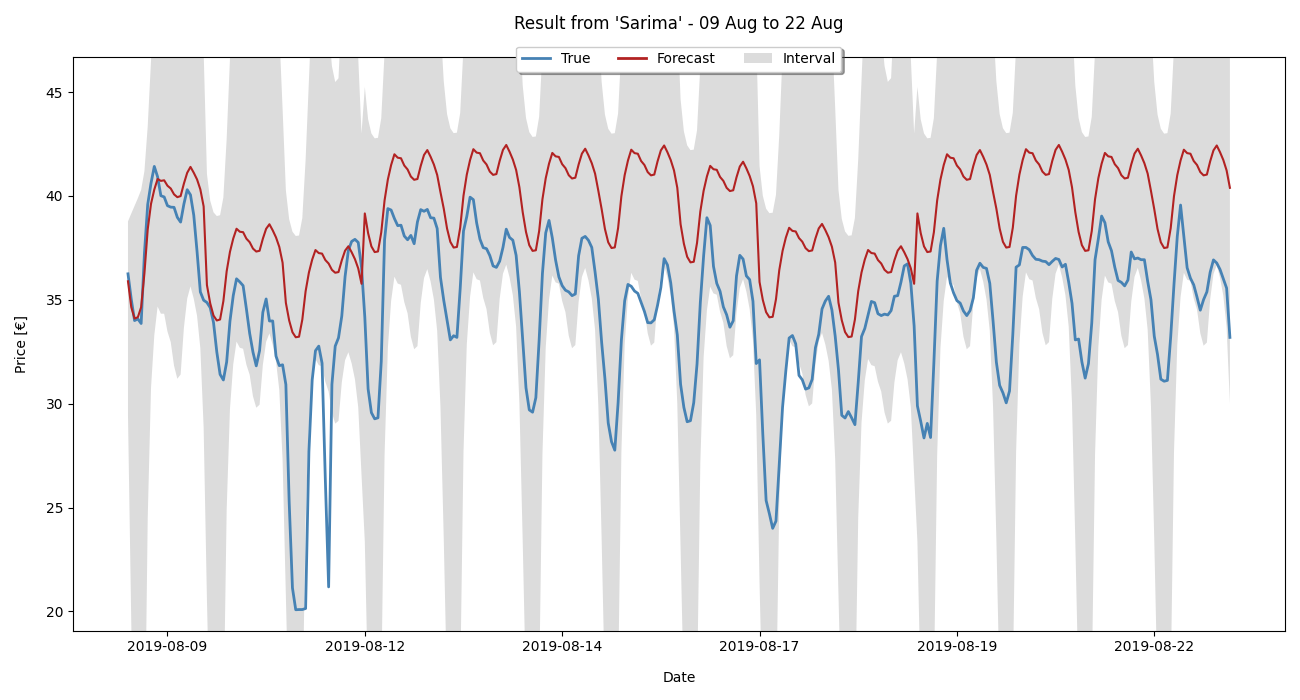 Result from 'Sarima' - 09 Aug to 22 Aug
True Forecast Interval
45
40
35
30
25
20
Price [€]
2019-08-09 2019-08-12 2019-08-14 2019-08-17 2019-08-19 2019-08-22
Date